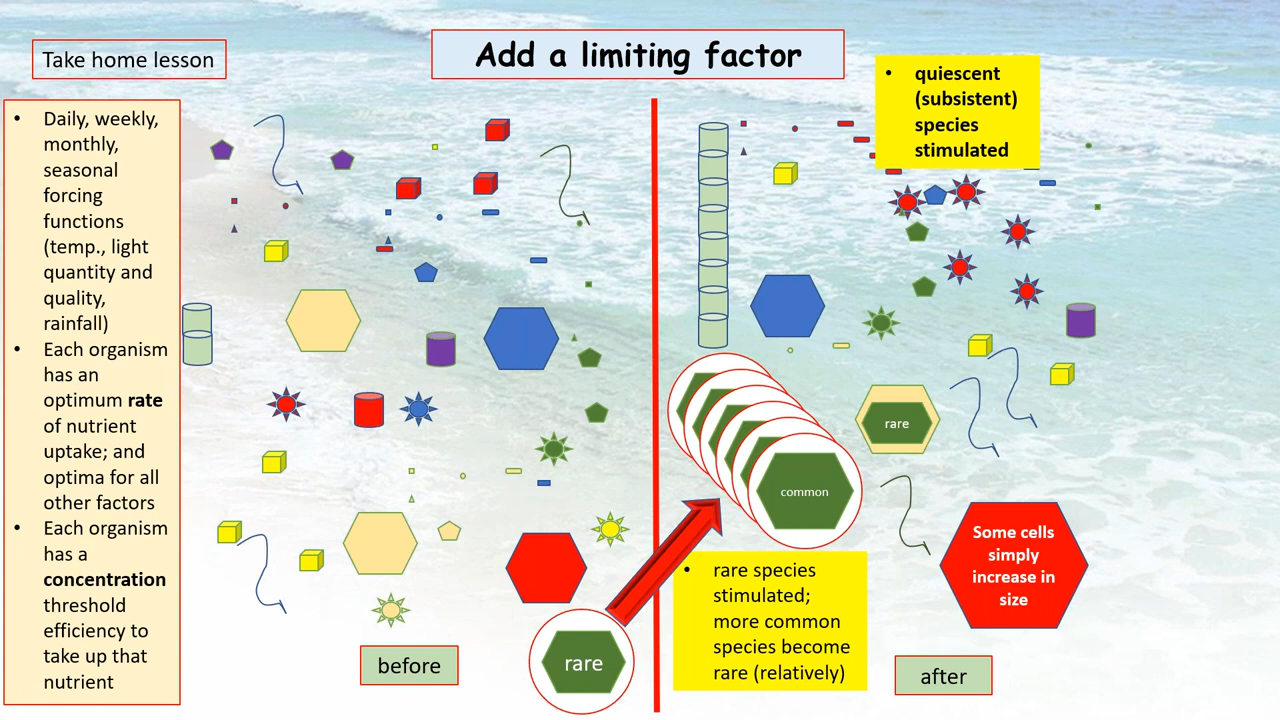 Take home lesson
Add a limiting factor
• Daily, weekly,
monthly,
seasonal
forcing
functions
(temp., light
quantity and
quality,
rainfall)
• Each organism
has an
optimum rate
of nutrient
uptake; and
optima for all
other factors
• Each organism
has a
concentration
threshold
efficiency to
take up that
nutrient
• quiescent
(subsistent)
species
stimulated
rare
common
Some cells
simply
increase in
size
• rare species
stimulated;
more common
species become
rare (relatively)
rare
before
after